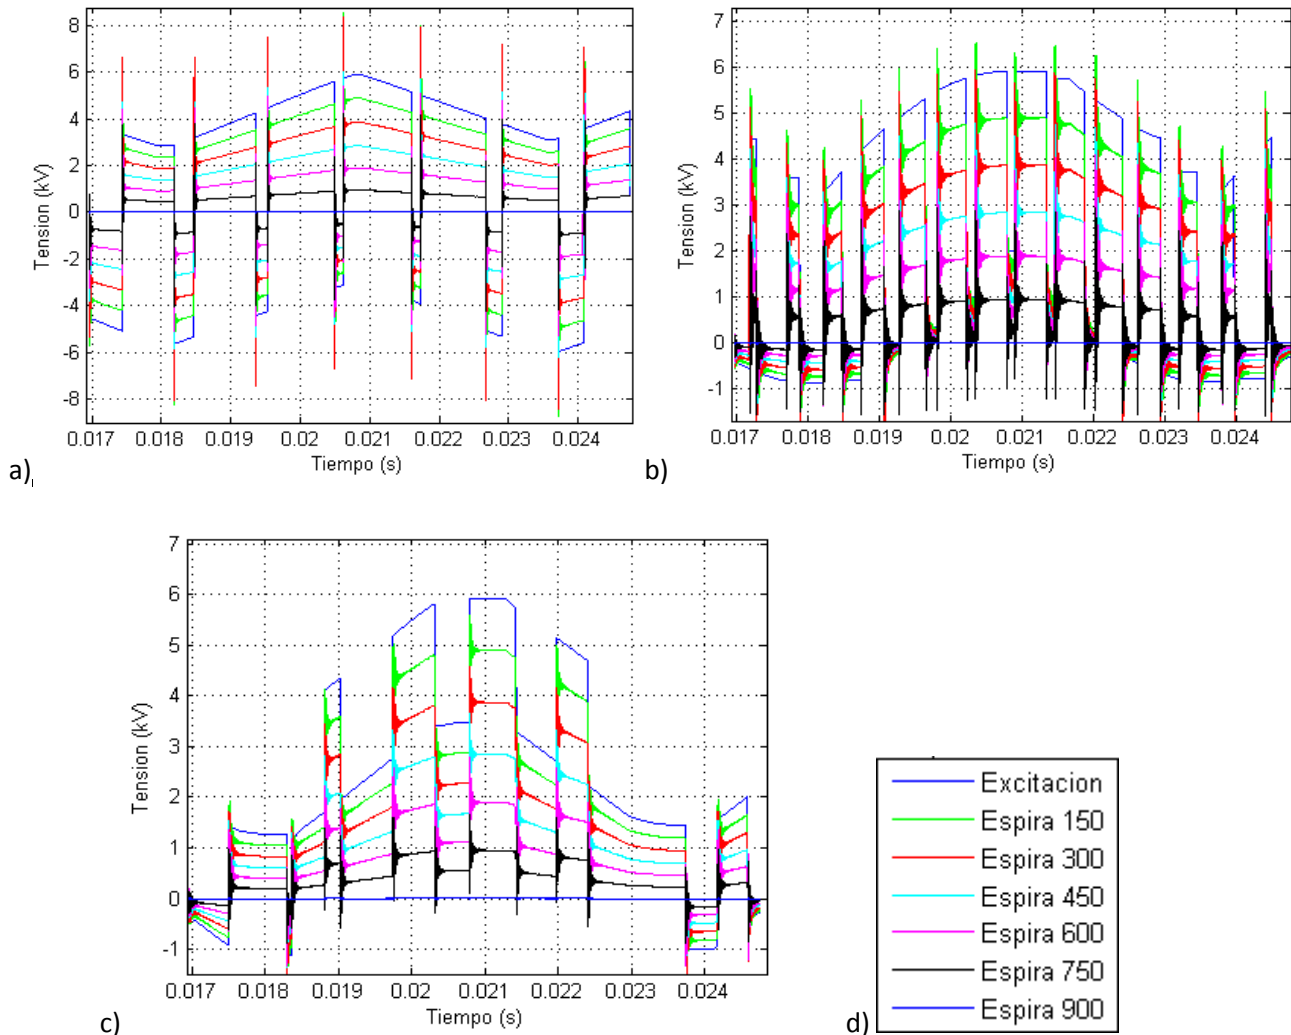 8
6
4
2
0
-2
-4
-6
-8
Tension (kV)
0.017 0.018 0.019 0.02 0.021 0.022 0.023 0.024
Tiempo (s)
a)
7
6
5
4
3
2
1
0
-1
Tension (kV)
0.017 0.018 0.019 0.02 0.021 0.022 0.023 0.024
Tiempo (s)
b)
7
6
5
4
3
2
1
0
-1
Tension (kV)
0.017 0.018 0.019 0.02 0.021 0.022 0.023 0.024
Tiempo (s)
c)
d)
Excitacion
Espira 150
Espira 300
Espira 450
Espira 600
Espira 750
Espira 900